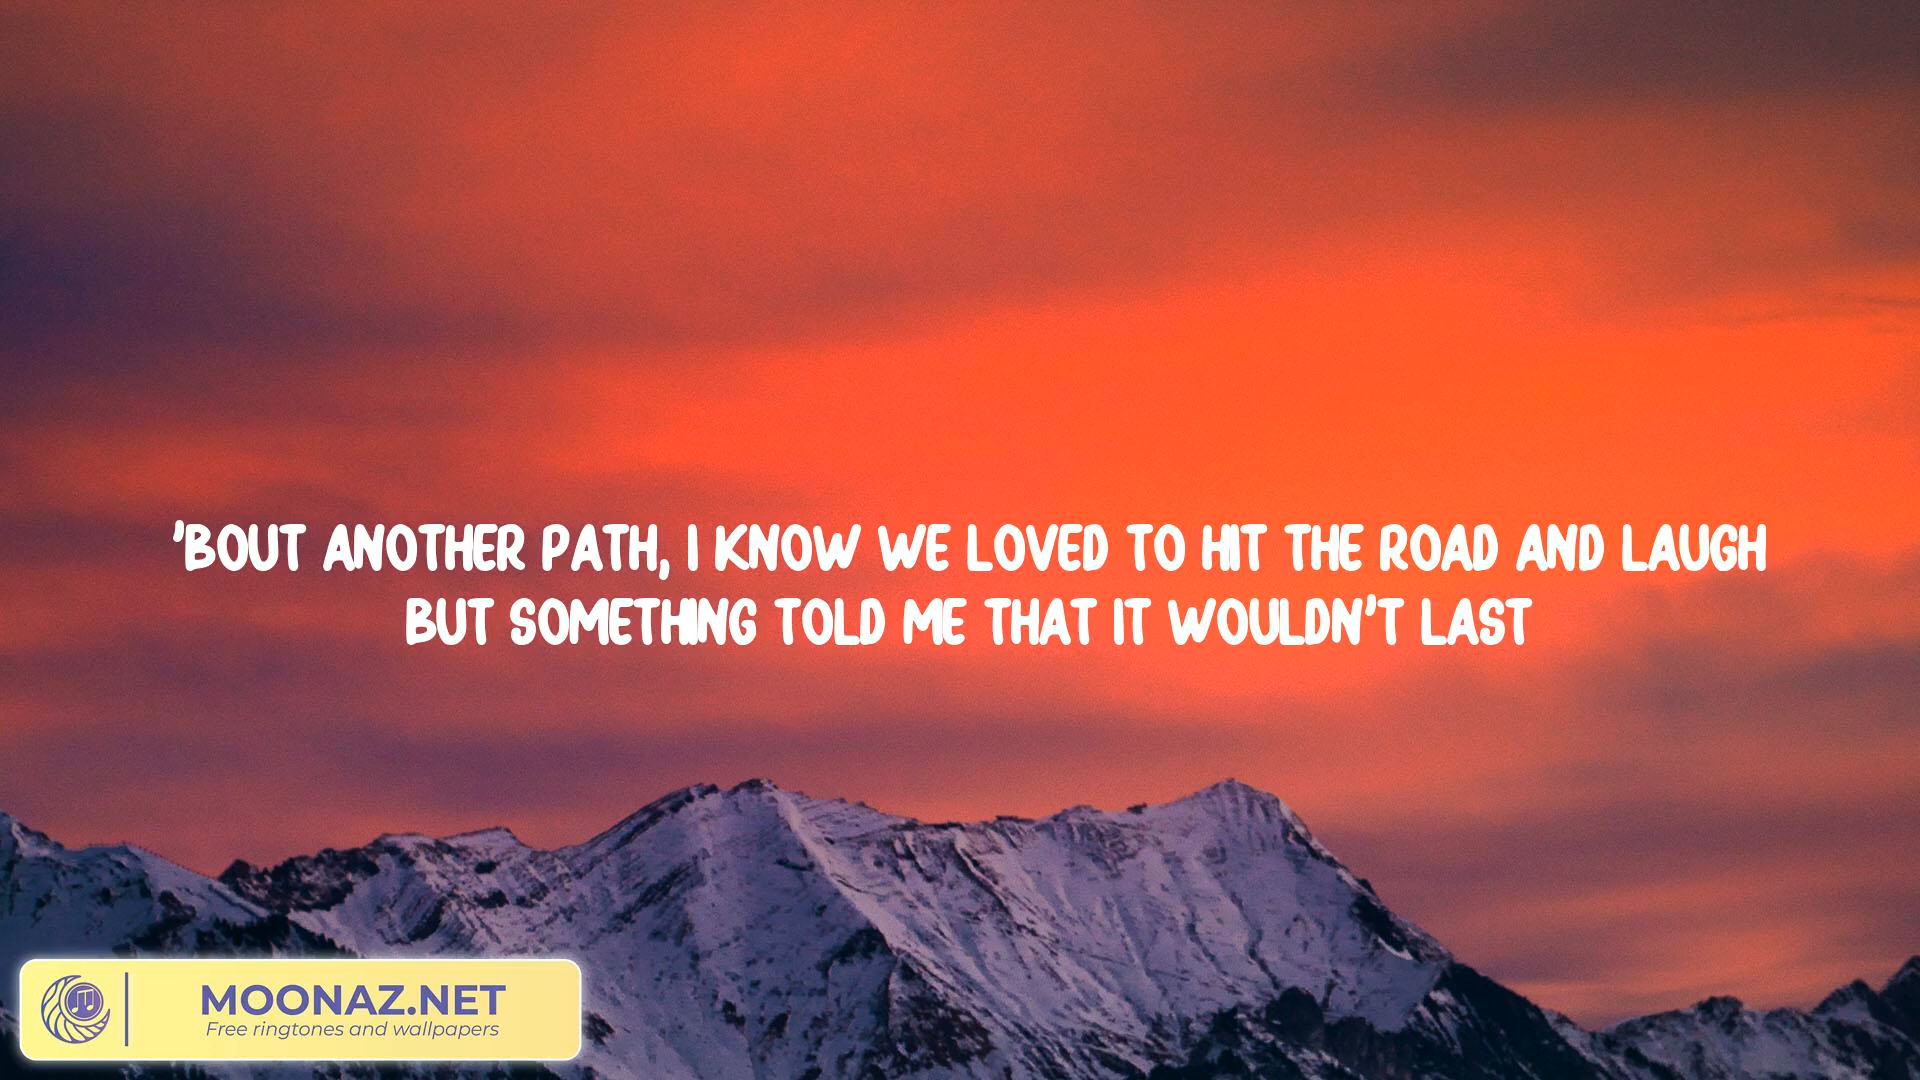 'BOUT ANOTHER PATH, I KNOW WE LOVED TO HIT THE ROAD AND LAUGH
BUT SOMETHING TOLD ME THAT IT WOULDN'T LAST
MOONAZ.NET
Free ringtones and wallpapers